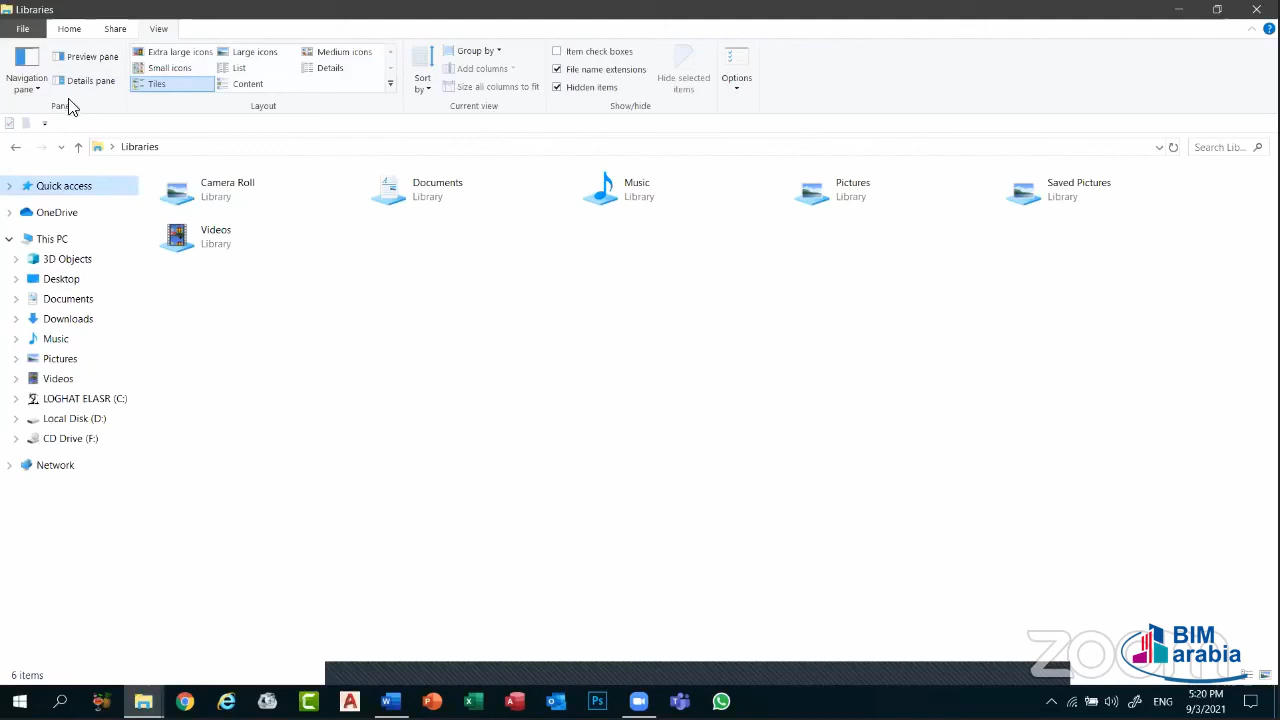 Libraries
File Home Share View
Navigation pane
Preview pane
Details pane
Extra large icons Large icons Medium icons
Small icons List Details
Tiles Content
Layout
Sort by
Group by
Add columns
Size all columns to fit
Current view
Item check boxes
File name extensions
Hidden items
Hide selected items
Show/hide
Options
Libraries
Search Lib...
Quick access
OneDrive
This PC
3D Objects
Desktop
Documents
Downloads
Music
Pictures
Videos
LOGHAT ELASR (C:)
Local Disk (D:)
CD Drive (F:)
Network
Camera Roll
Library
Documents
Library
Music
Library
Pictures
Library
Saved Pictures
Library
Videos
Library
6 items
zoom
BIM
arabia
ENG
5:20 PM
9/3/2021